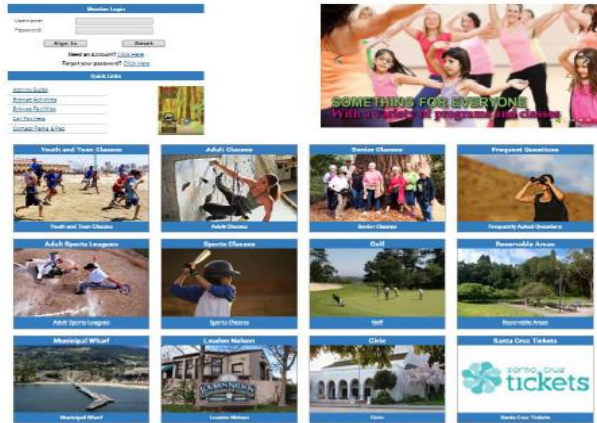 Member Login
Username:
Password:
Sign In
Reset
Need an Account? Click Here
Forgot your password? Click Here
Quick Links
Activity Guide
Browse Activities
Browse Facilities
Golf
Contact Parks & Rec
SOMETHING FOR EVERYONE
With a variety of programs and classes
Youth and Teen Classes
Adult Classes
Senior Classes
Frequent Questions
Youth and Teen Classes
Adult Classes
Senior Classes
Frequently Asked Questions
Adult Sports Leagues
Sports Classes
Golf
Reservable Areas
Adult Sports Leagues
Sports Classes
Golf
Reservable Areas
Municipal Wharf
Louden Nelson
Civic
Santa Cruz Tickets
LOUDEN NELSON
santa cruz
tickets
Municipal Wharf
Louden Nelson
Civic
Santa Cruz Tickets